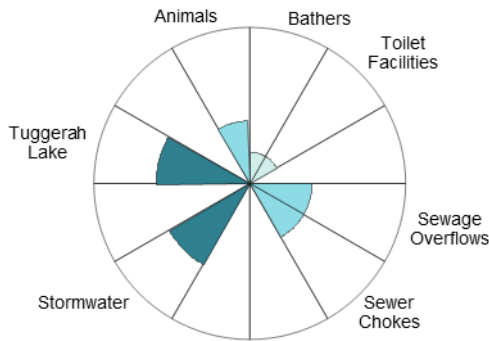 Animals
Bathers
Toilet
Facilities
Tuggerah
Lake
Sewage
Overflows
Stormwater
Sewer
Chokes